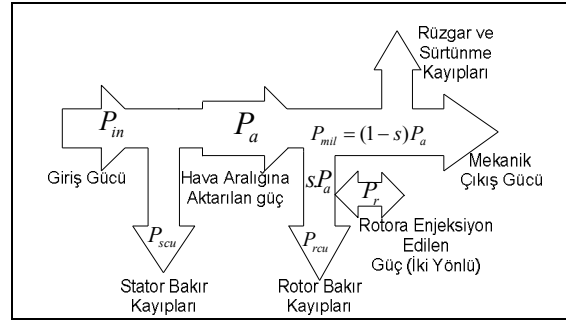 Rüzgar ve
Sürtünme
Kayıpları
P_in
P_a
P_mil = (1-s)P_a
Giriş Gücü
Hava Aralığına
Aktarılan güç
s.P_a
P_r
Mekanik
Çıkış Gücü
P_scu
P_rcu
Rotora Enjeksiyon
Edilen
Güç (İki Yönlü)
Stator Bakır
Kayıpları
Rotor Bakır
Kayıpları